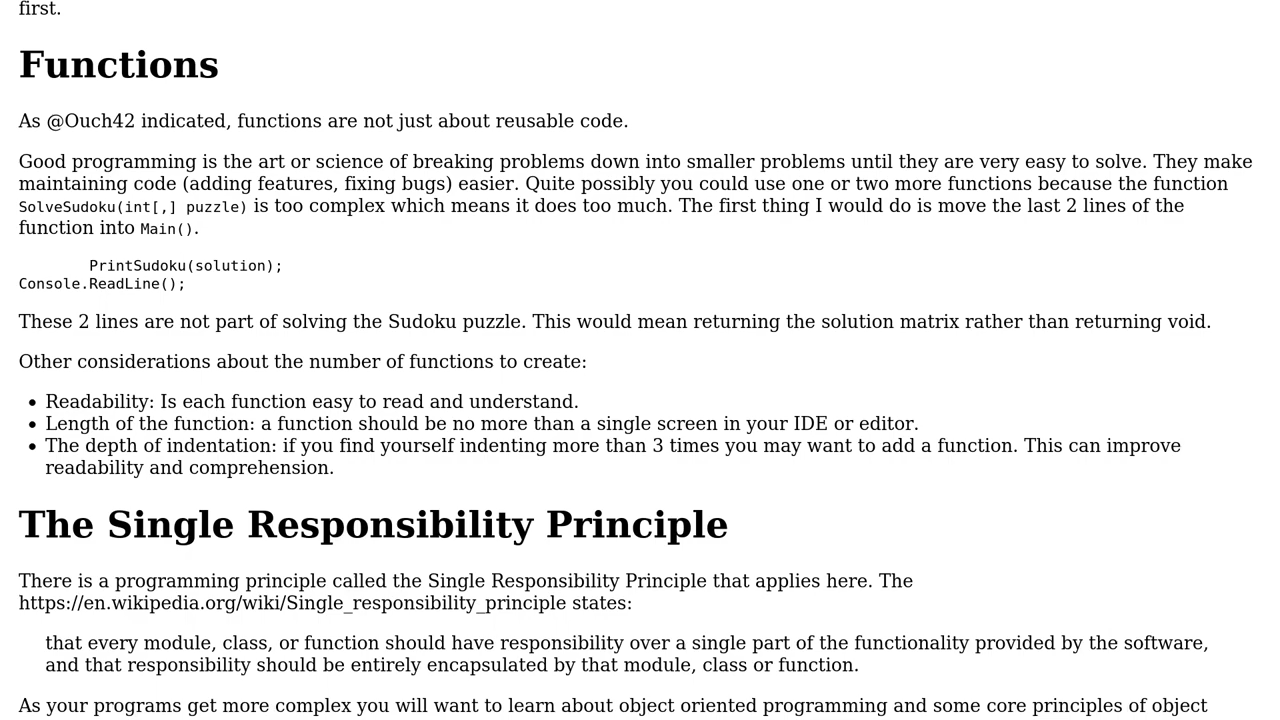 first.
Functions
As @Ouch42 indicated, functions are not just about reusable code.
Good programming is the art or science of breaking problems down into smaller problems until they are very easy to solve. They make
maintaining code (adding features, fixing bugs) easier. Quite possibly you could use one or two more functions because the function
SolveSudoku(int[,] puzzle) is too complex which means it does too much. The first thing I would do is move the last 2 lines of the
function into Main().
PrintSudoku(solution);
Console.ReadLine();
These 2 lines are not part of solving the Sudoku puzzle. This would mean returning the solution matrix rather than returning void.
Other considerations about the number of functions to create:
• Readability: Is each function easy to read and understand.
• Length of the function: a function should be no more than a single screen in your IDE or editor.
• The depth of indentation: if you find yourself indenting more than 3 times you may want to add a function. This can improve
readability and comprehension.
The Single Responsibility Principle
There is a programming principle called the Single Responsibility Principle that applies here. The
https://en.wikipedia.org/wiki/Single_responsibility_principle states:
that every module, class, or function should have responsibility over a single part of the functionality provided by the software,
and that responsibility should be entirely encapsulated by that module, class or function.
As your programs get more complex you will want to learn about object oriented programming and some core principles of object